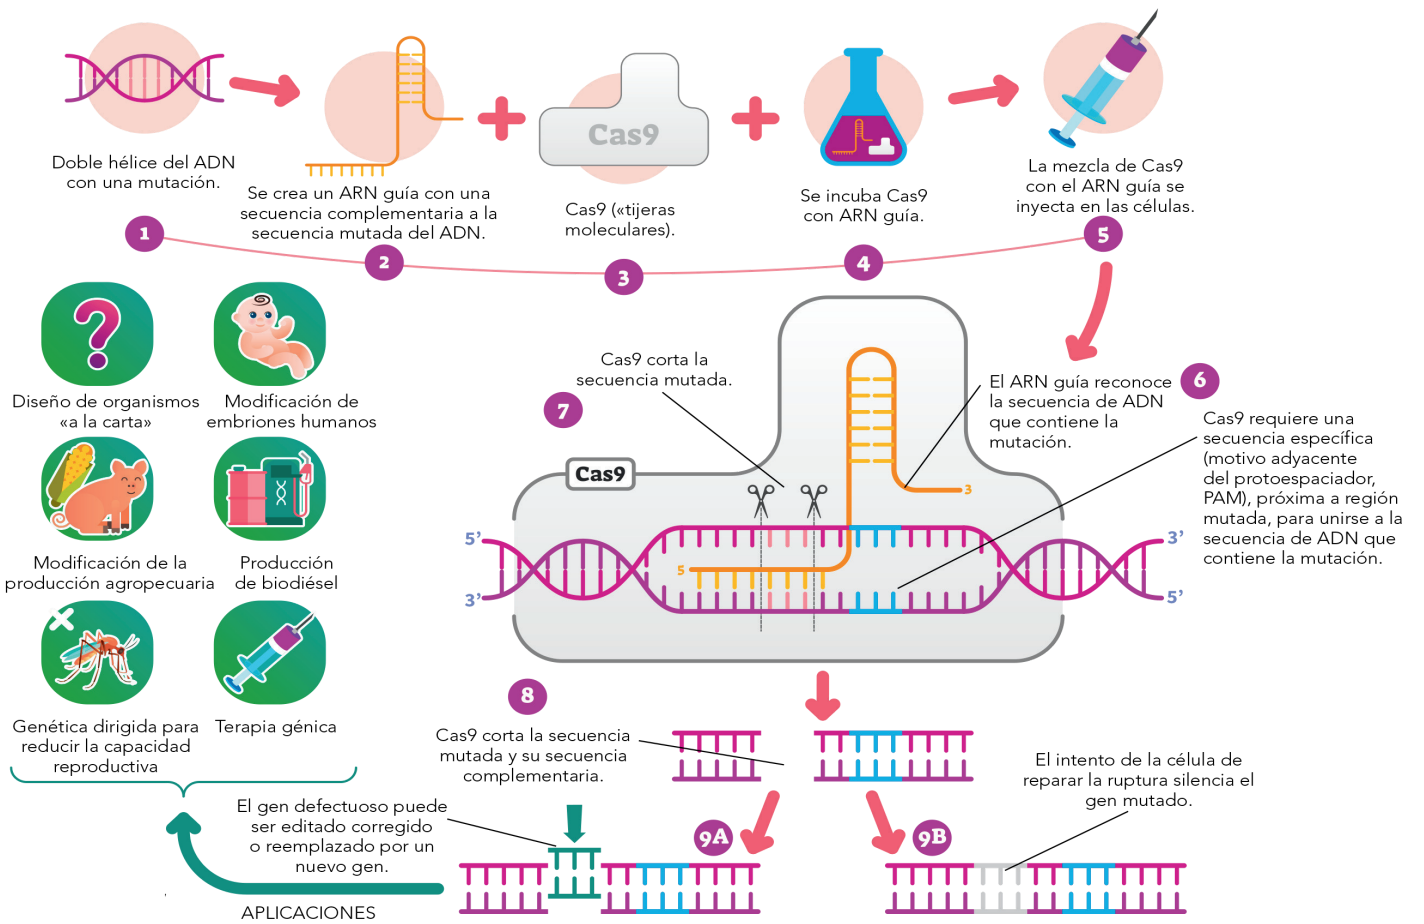 Doble hélice del ADN
con una mutación.
Se crea un ARN guía con una
secuencia complementaria a la
secuencia mutada del ADN.
Cas9
Cas9 («tijeras
moleculares).
Se incuba Cas9
con ARN guía.
La mezcla de Cas9
con el ARN guía se
inyecta en las células.
1
2
3
4
5
Diseño de organismos
«a la carta»
Modificación de
embriones humanos
Modificación de la
producción agropecuaria
Producción
de biodiésel
Genética dirigida para
reducir la capacidad
reproductiva
Terapia génica
Cas9 corta la
secuencia mutada.
7
El ARN guía reconoce
la secuencia de ADN
que contiene la
mutación.
6
Cas9 requiere una
secuencia específica
(motivo adyacente
del protoespaciador,
PAM), próxima a región
mutada, para unirse a la
secuencia de ADN que
contiene la mutación.
Cas9
3
5’
3’
5
3’
5’
8
Cas9 corta la secuencia
mutada y su secuencia
complementaria.
El intento de la célula de
reparar la ruptura silencia el
gen mutado.
El gen defectuoso puede
ser editado corregido
o reemplazado por un
nuevo gen.
9A
9B
APLICACIONES